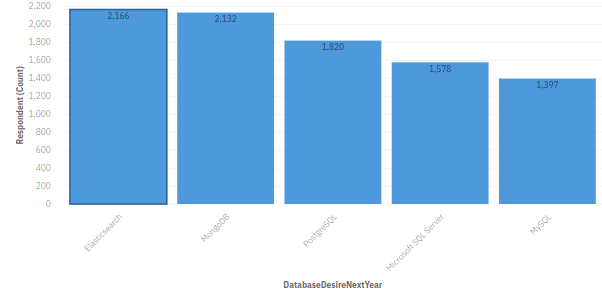 Respondent (Count)
2,200
2,000
1,800
1,600
1,400
1,200
1,000
800
600
400
200
0
2,166
2,132
1,820
1,578
1,397
Elasticsearch
MongoDB
PostgreSQL
Microsoft SQL Server
MySQL
DatabaseDesireNextYear